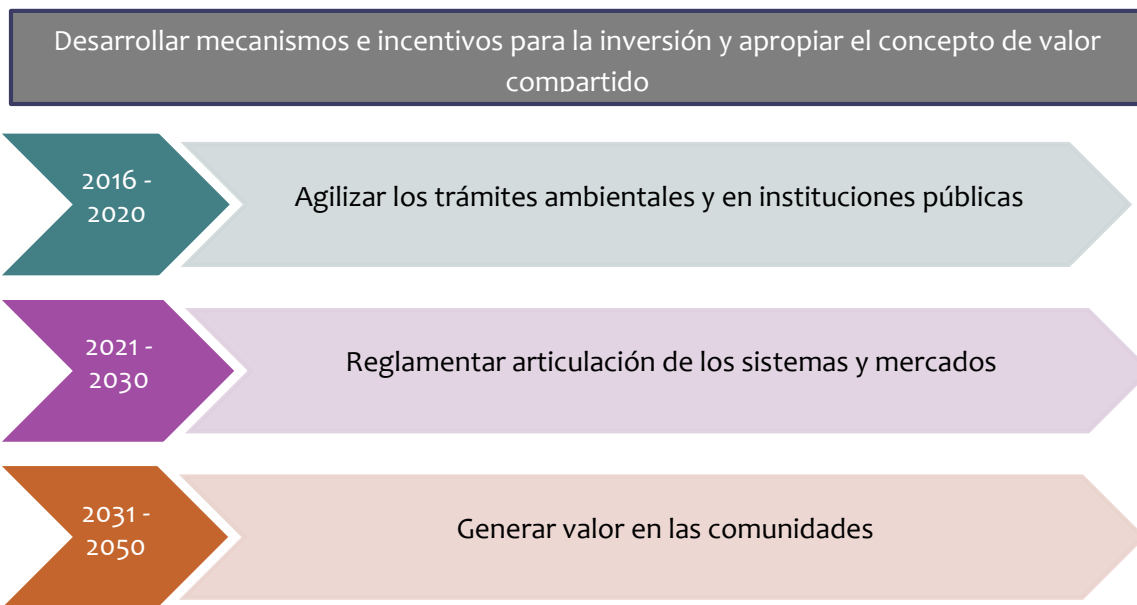 Desarrollar mecanismos e incentivos para la inversión y apropiar el concepto de valor
compartido
2016 -
2020
Agilizar los trámites ambientales y en instituciones públicas
2021 -
2030
Reglamentar articulación de los sistemas y mercados
2031 -
2050
Generar valor en las comunidades